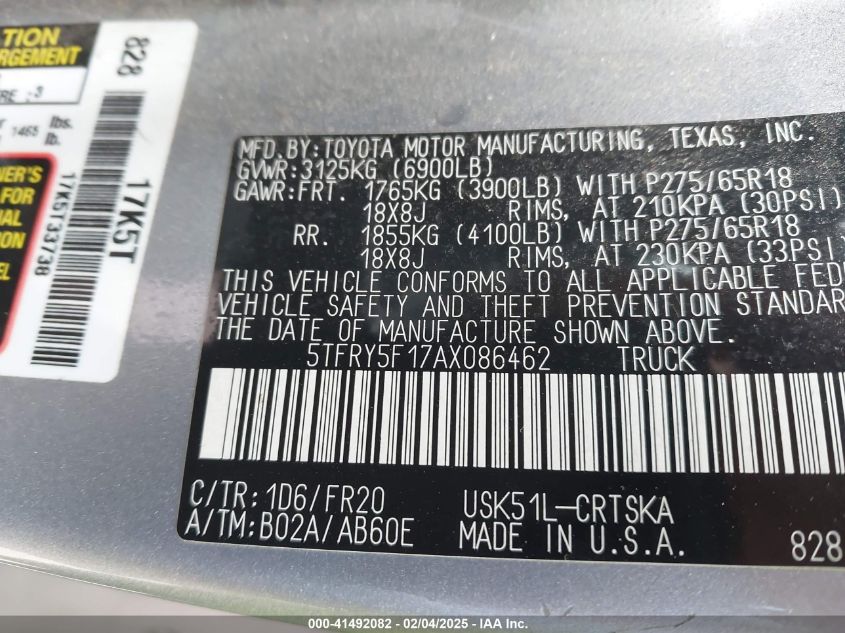 TION
RGEMENT
RE -3
1465 lbs.
lb.
NER'S
FOR
IAL
TION
EL
828
17K5T33738
17K5T
MFD.BY:TOYOTA MOTOR MANUFACTURING, TEXAS, INC.
GVWR:3125KG (6900LB)
GAWR:FRT. 1765KG (3900LB) WITH P275/65R18
18X8J RIMS, AT 210KPA (30PSI)
RR. 1855KG (4100LB) WITH P275/65R18
18X8J RIMS, AT 230KPA (33PSI)
THIS VEHICLE CONFORMS TO ALL APPLICABLE FEDE
VEHICLE SAFETY AND THEFT PREVENTION STANDAR
THE DATE OF MANUFACTURE SHOWN ABOVE.
5TFRY5F17AX086462 TRUCK
C/TR: 1D6/FR20 USK51L-CRTSKA
A/TM: B02A/AB60E MADE IN U.S.A. 828
000-41492082 - 02/04/2025 - IAA Inc.